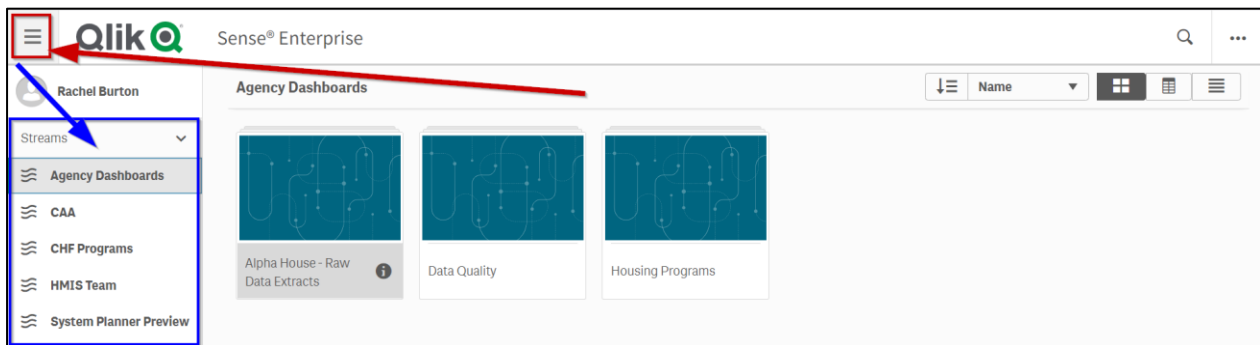 Qlik Sense® Enterprise
Rachel Burton
Agency Dashboards
Name
Streams
Agency Dashboards
CAA
CHF Programs
HMIS Team
System Planner Preview
Alpha House - Raw
Data Extracts
Data Quality
Housing Programs